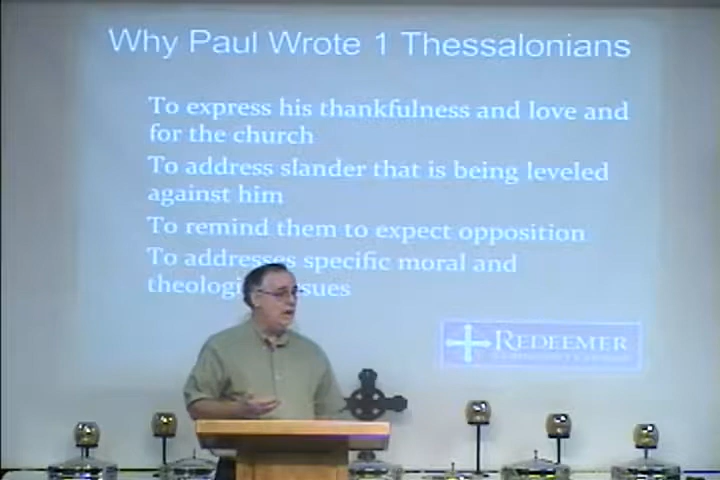 Why Paul Wrote 1 Thessalonians
To express his thankfulness and love and
for the church
To address slander that is being leveled
against him
To remind them to expect opposition
To addresses specific moral and
theologi sues
REDEEMER